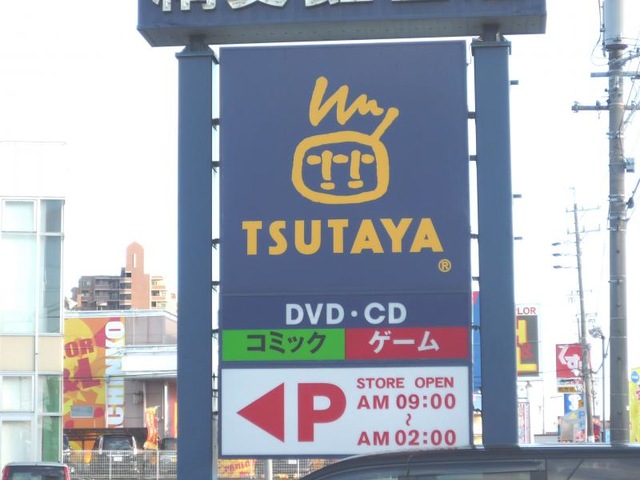 TSUTAYA
®
DVD・CD
コミック ゲーム
P
STORE OPEN
AM 09:00
〜
AM 02:00